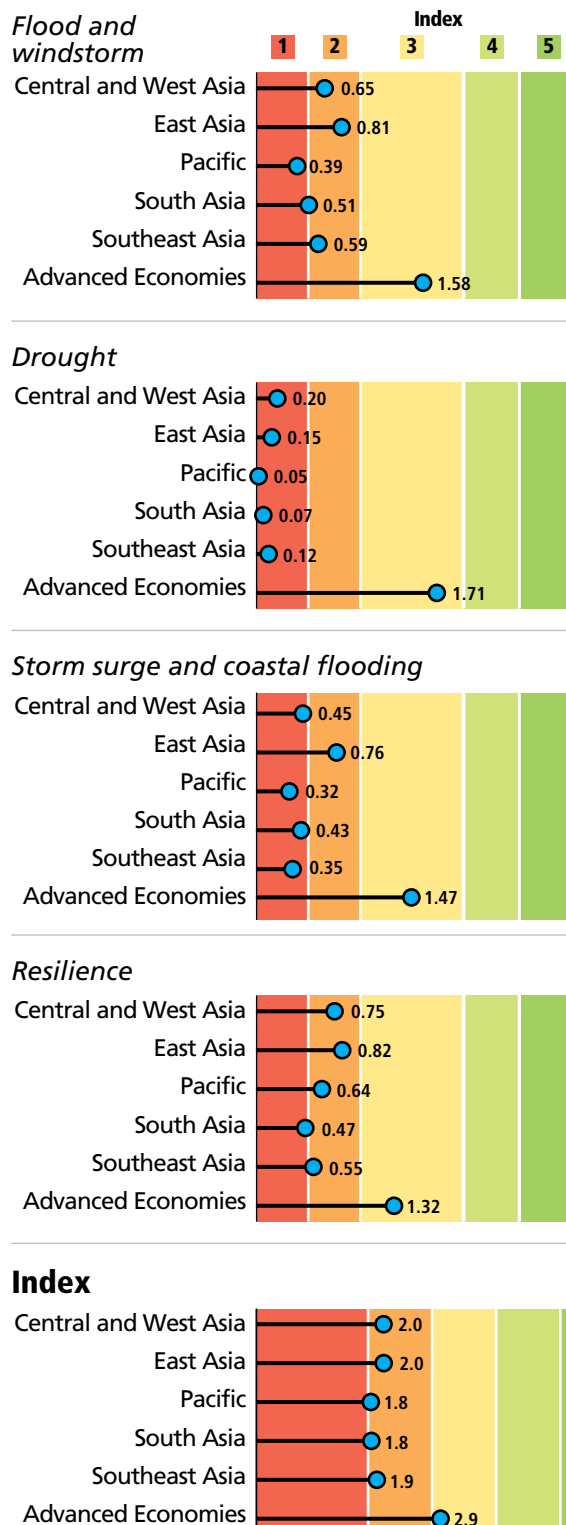 Flood and
windstorm
Index
1 2 3 4 5
Central and West Asia 0.65
East Asia 0.81
Pacific 0.39
South Asia 0.51
Southeast Asia 0.59
Advanced Economies 1.58
Drought
Central and West Asia 0.20
East Asia 0.15
Pacific 0.05
South Asia 0.07
Southeast Asia 0.12
Advanced Economies 1.71
Storm surge and coastal flooding
Central and West Asia 0.45
East Asia 0.76
Pacific 0.32
South Asia 0.43
Southeast Asia 0.35
Advanced Economies 1.47
Resilience
Central and West Asia 0.75
East Asia 0.82
Pacific 0.64
South Asia 0.47
Southeast Asia 0.55
Advanced Economies 1.32
Index
Central and West Asia 2.0
East Asia 2.0
Pacific 1.8
South Asia 1.8
Southeast Asia 1.9
Advanced Economies 2.9